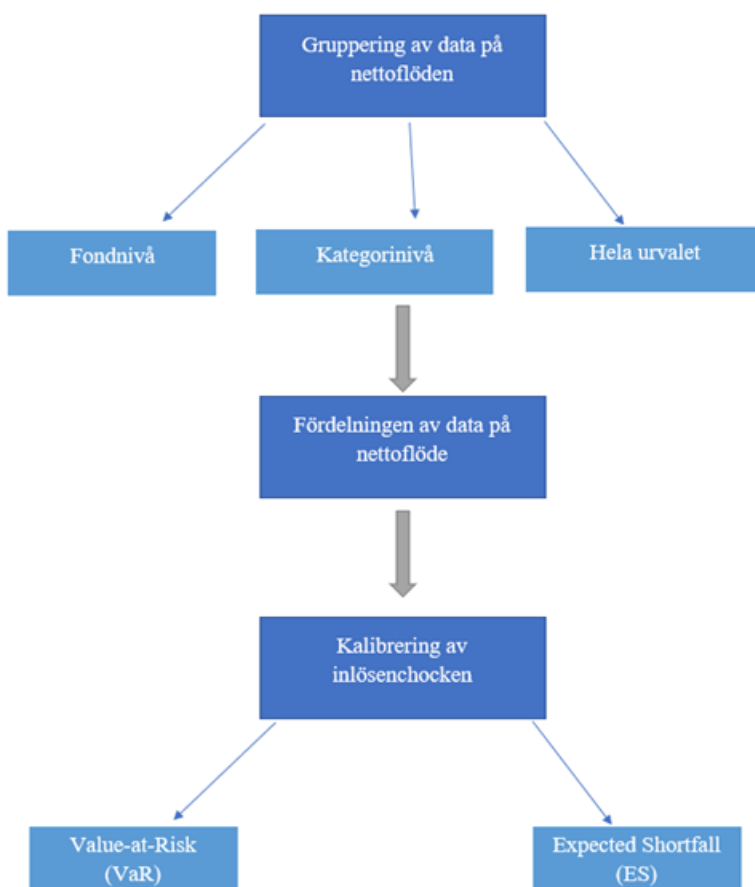 Gruppering av data på
nettoflöden
Fondnivå
Kategorinivå
Hela urvalet
Fördelningen av data på
nettoflöde
Kalibrering av
inlösenchocken
Value-at-Risk
(VaR)
Expected Shortfall
(ES)